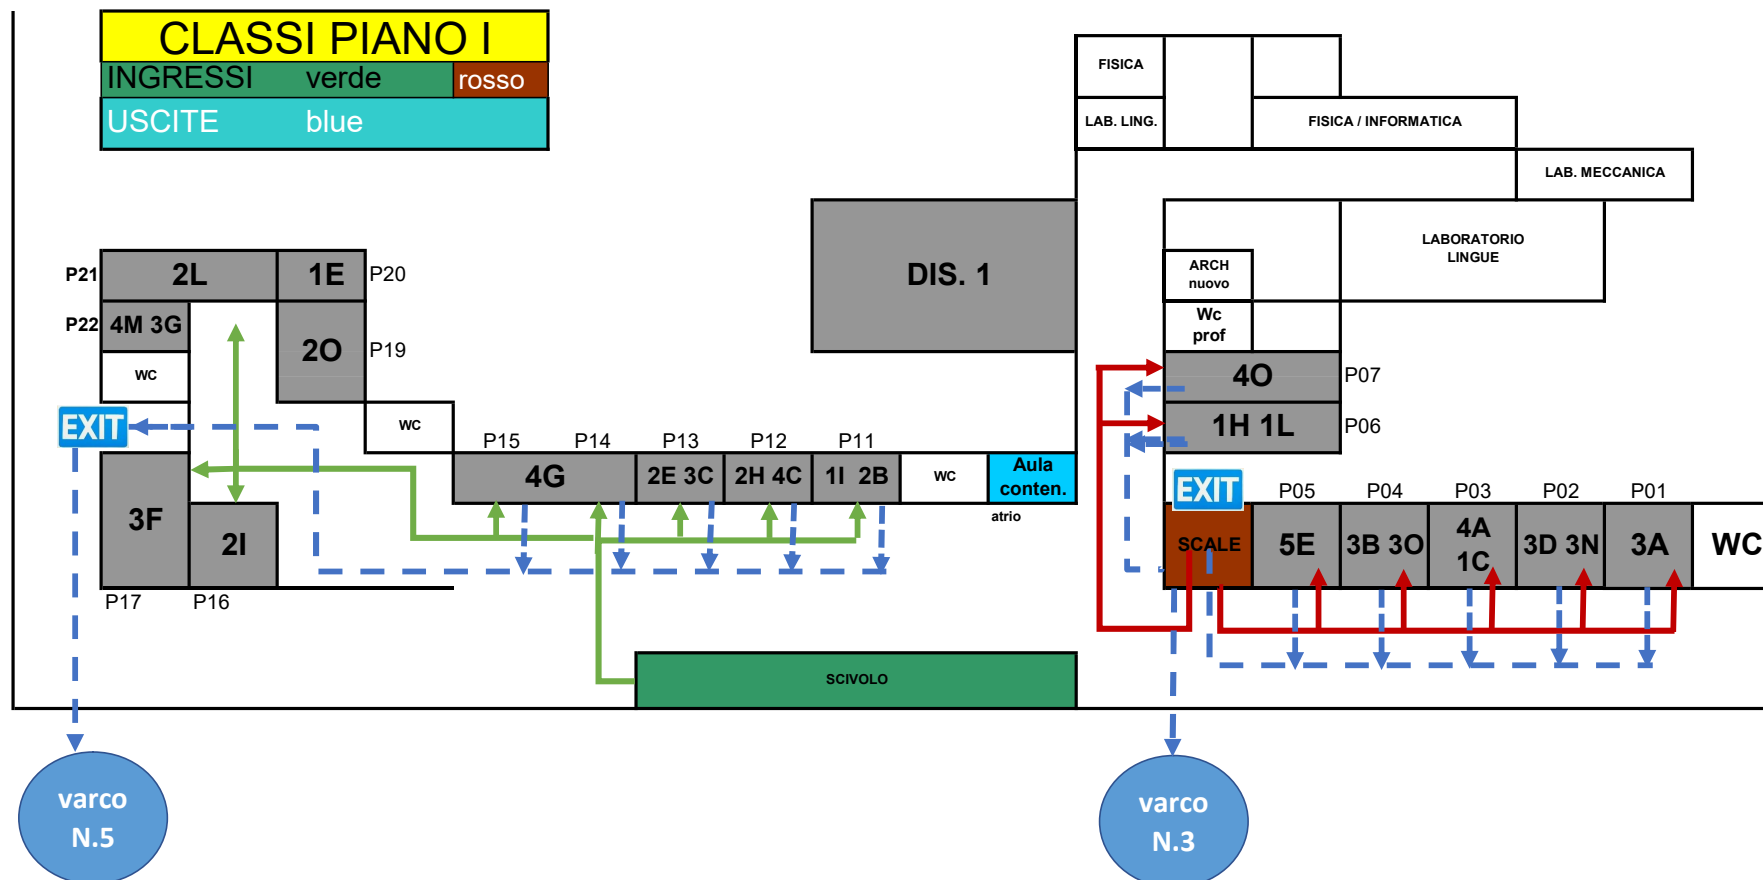 CLASSI PIANO I
INGRESSI verde rosso
USCITE blue
FISICA
LAB. LING.
FISICA / INFORMATICA
LAB. MECCANICA
LABORATORIO
LINGUE
DIS. 1
ARCH
nuovo
Wc
prof
P21 2L 1E P20
P22 4M 3G
2O P19
WC
EXIT
WC
P15 P14 P13 P12 P11
4G 2E 3C 2H 4C 1I 2B WC
Aula
conten.
atrio
3F
2I
P17 P16
4O P07
1H 1L P06
EXIT P05 P04 P03 P02 P01
SCALE 5E 3B 3O
4A
1C
3D 3N 3A WC
SCIVOLO
varco
N.5
varco
N.3